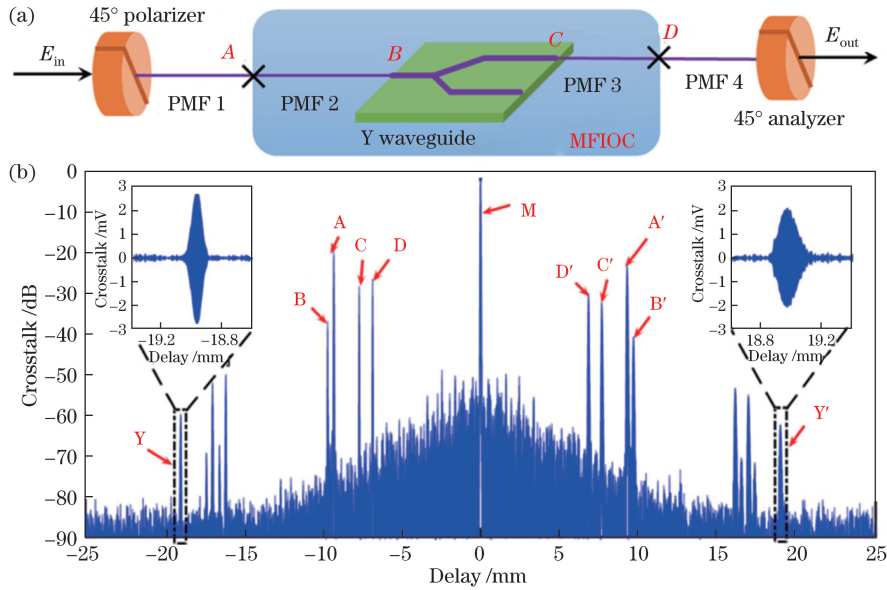 (a)
45° polarizer
E_in
A
PMF 1
PMF 2
B
C
D
PMF 3
PMF 4
Y waveguide
MFIOC
E_out
45° analyzer
(b)
Crosstalk /dB
0
−10
−20
−30
−40
−50
−60
−70
−80
−90
−25
−20
−15
−10
−5
0
5
10
15
20
25
Delay /mm
Crosstalk /mV
3
2
1
0
−1
−2
−3
−19.2
−18.8
Delay /mm
Crosstalk /mV
3
2
1
0
−1
−2
−3
18.8
19.2
Delay /mm
Y
B
A
C
D
M
D′
C′
A′
B′
Y′